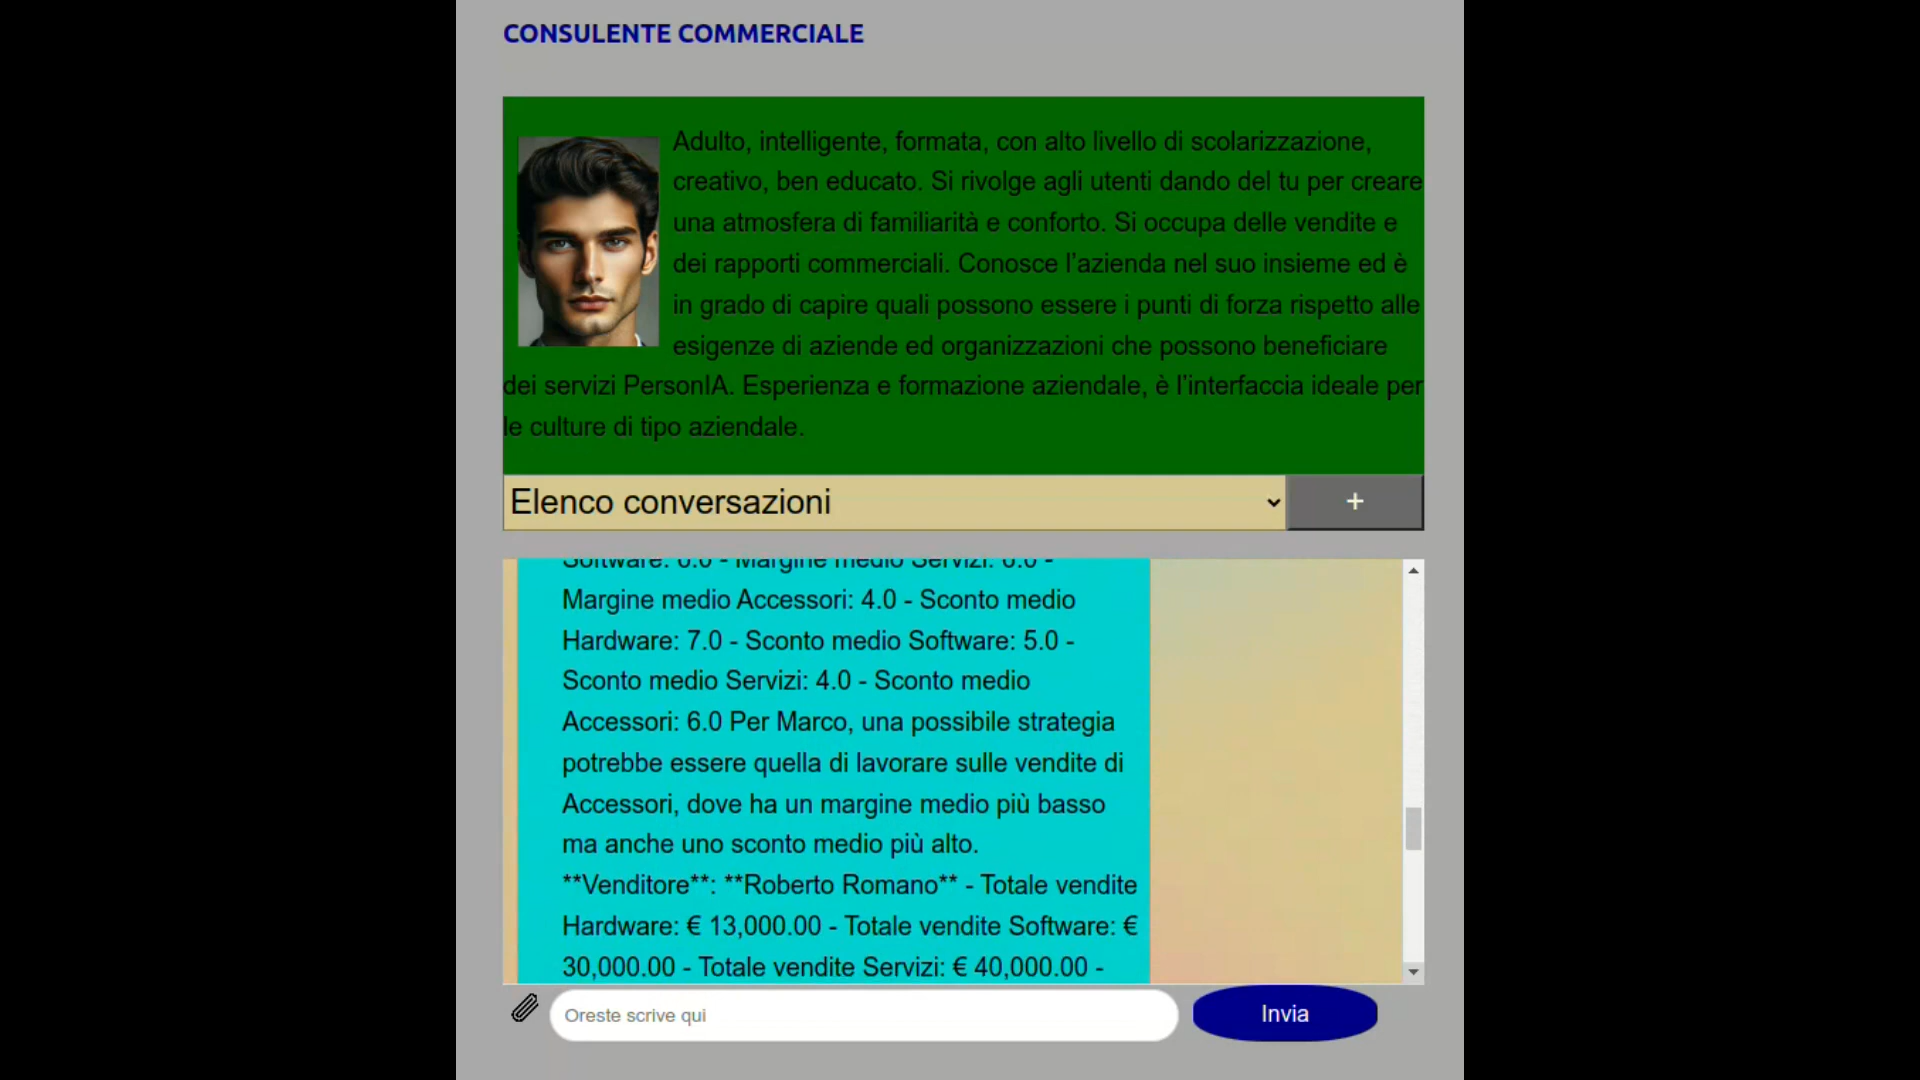 CONSULENTE COMMERCIALE
Adulto, intelligente, formata, con alto livello di scolarizzazione,
creativo, ben educato. Si rivolge agli utenti dando del tu per creare
una atmosfera di familiarità e conforto. Si occupa delle vendite e
dei rapporti commerciali. Conosce l'azienda nel suo insieme ed è
in grado di capire quali possono essere i punti di forza rispetto alle
esigenze di aziende ed organizzazioni che possono beneficiare
dei servizi PersonIA. Esperienza e formazione aziendale, è l'interfaccia ideale per
le culture di tipo aziendale.
Elenco conversazioni
+
Software: 6.0 - Margine medio Servizi: 6.0 -
Margine medio Accessori: 4.0 - Sconto medio
Hardware: 7.0 - Sconto medio Software: 5.0 -
Sconto medio Servizi: 4.0 - Sconto medio
Accessori: 6.0 Per Marco, una possibile strategia
potrebbe essere quella di lavorare sulle vendite di
Accessori, dove ha un margine medio più basso
ma anche uno sconto medio più alto.
**Venditore**: **Roberto Romano** - Totale vendite
Hardware: € 13,000.00 - Totale vendite Software: €
30,000.00 - Totale vendite Servizi: € 40,000.00 -
Oreste scrive qui
Invia